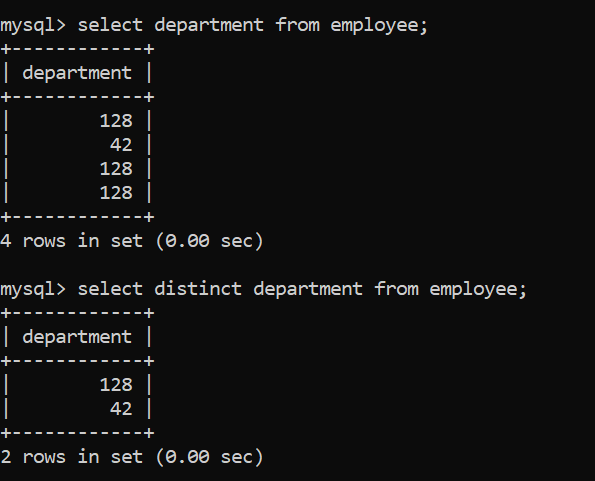 mysql> select department from employee;
+------------+
| department |
+------------+
|        128 |
|         42 |
|        128 |
|        128 |
+------------+
4 rows in set (0.00 sec)

mysql> select distinct department from employee;
+------------+
| department |
+------------+
|        128 |
|         42 |
+------------+
2 rows in set (0.00 sec)